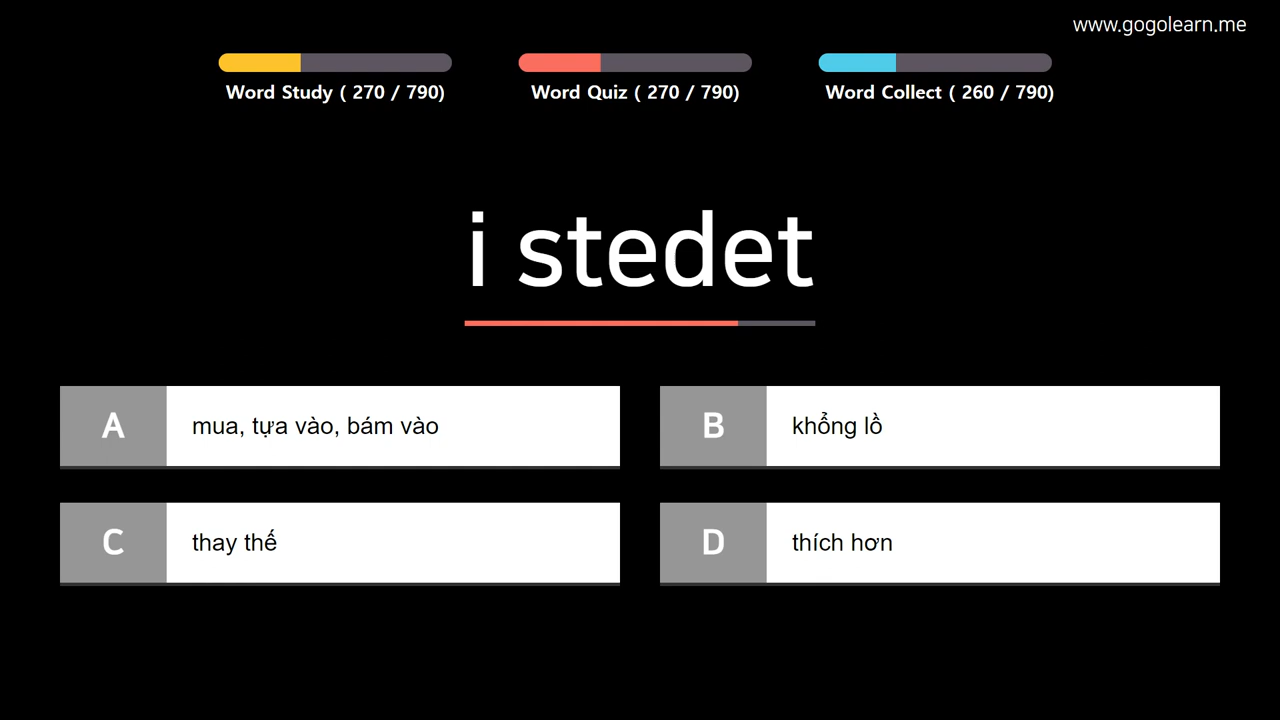 www.gogolearn.me
Word Study ( 270 / 790)
Word Quiz ( 270 / 790)
Word Collect ( 260 / 790)
i stedet
A mua, tựa vào, bám vào
B khổng lồ
C thay thế
D thích hơn